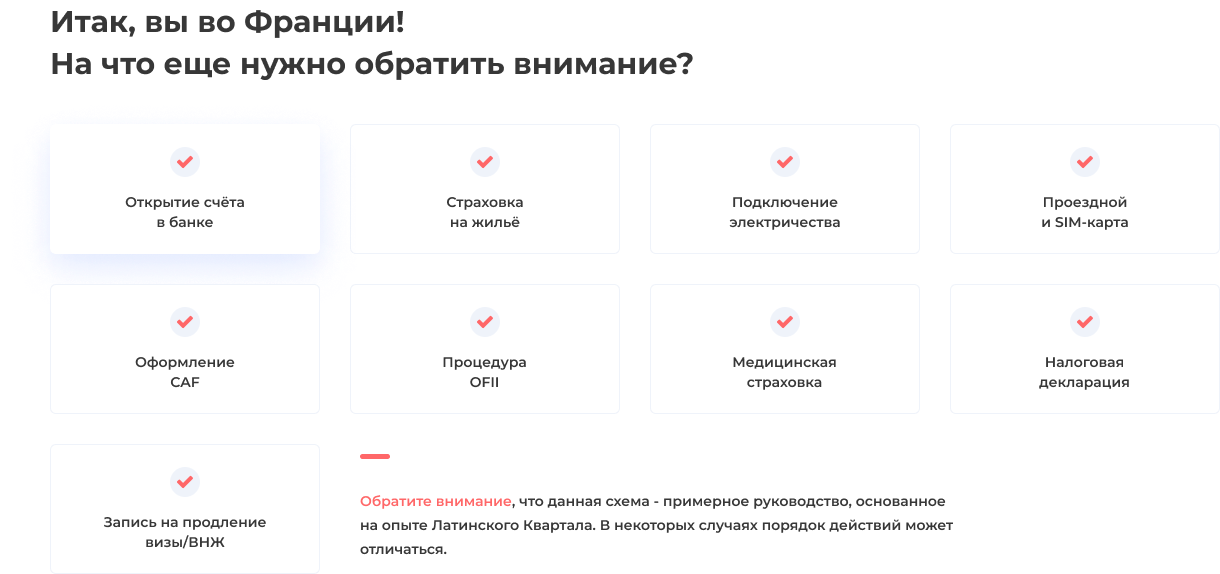 Итак, вы во Франции!
На что еще нужно обратить внимание?
Открытие счёта
в банке
Страховка
на жильё
Подключение
электричества
Проездной
и SIM-карта
Оформление
CAF
Процедура
OFII
Медицинская
страховка
Налоговая
декларация
Запись на продление
визы/ВНЖ
Обратите внимание, что данная схема - примерное руководство, основанное
на опыте Латинского Квартала. В некоторых случаях порядок действий может
отличаться.